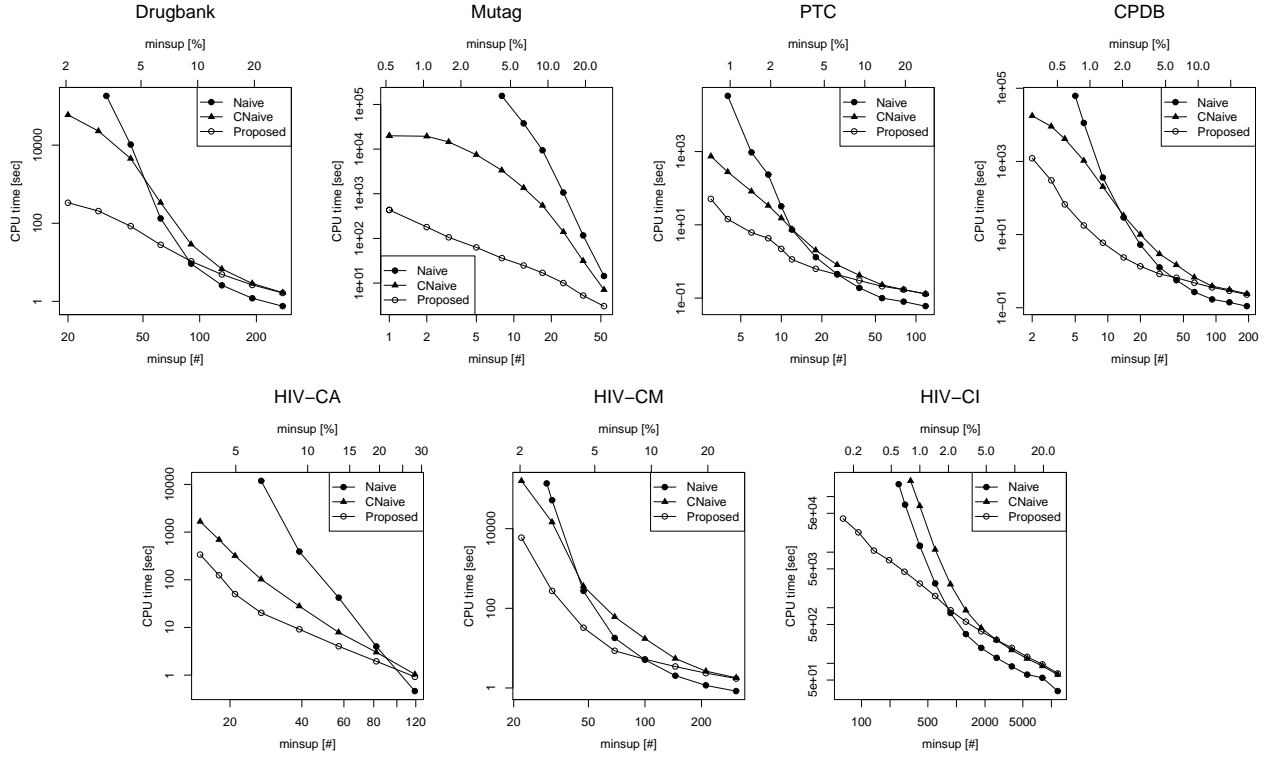 Drugbank
minsup [%]
2 5 10 20
CPU time [sec]
10000
100
1
Naive
CNaive
Proposed
20 50 100 200
minsup [#]
Mutag
minsup [%]
0.5 1.0 2.0 5.0 10.0 20.0
CPU time [sec]
1e+05
1e+04
1e+03
1e+02
1e+01
Naive
CNaive
Proposed
1 2 5 10 20 50
minsup [#]
PTC
minsup [%]
1 2 5 10 20
CPU time [sec]
1e+03
1e+01
1e−01
Naive
CNaive
Proposed
5 10 20 50 100
minsup [#]
CPDB
minsup [%]
0.5 1.0 2.0 5.0 10.0
CPU time [sec]
1e+05
1e+03
1e+01
1e−01
Naive
CNaive
Proposed
2 5 10 20 50 100 200
minsup [#]
HIV−CA
minsup [%]
5 10 15 20 30
CPU time [sec]
10000
1000
100
10
1
Naive
CNaive
Proposed
20 40 60 80 120
minsup [#]
HIV−CM
minsup [%]
2 5 10 20
CPU time [sec]
10000
100
1
Naive
CNaive
Proposed
20 50 100 200
minsup [#]
HIV−CI
minsup [%]
0.2 0.5 1.0 2.0 5.0 20.0
CPU time [sec]
5e+04
5e+03
5e+02
5e+01
Naive
CNaive
Proposed
100 500 2000 5000
minsup [#]